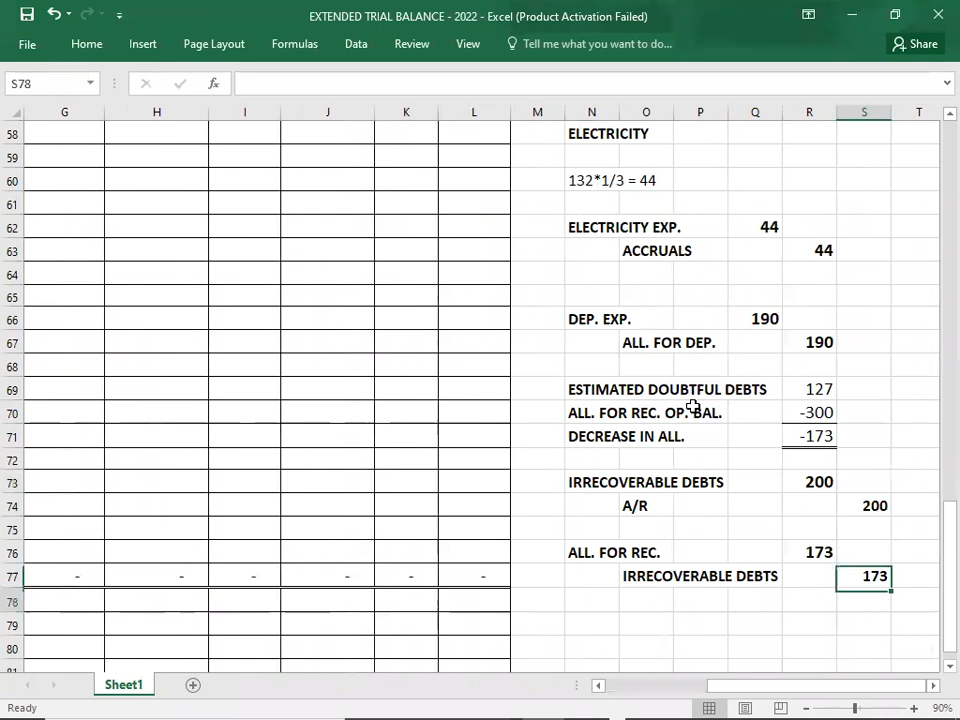 EXTENDED TRIAL BALANCE - 2022 - Excel (Product Activation Failed)
File Home Insert Page Layout Formulas Data Review View Tell me what you want to do... Share
S78 fx
G H I J K L M N O P Q R S T
58 ELECTRICITY
59
60 132*1/3 = 44
61
62 ELECTRICITY EXP. 44
63 ACCRUALS 44
64
65
66 DEP. EXP. 190
67 ALL. FOR DEP. 190
68
69 ESTIMATED DOUBTFUL DEBTS 127
70 ALL. FOR REC. OP. BAL. -300
71 DECREASE IN ALL. -173
72
73 IRRECOVERABLE DEBTS 200
74 A/R 200
75
76 ALL. FOR REC. 173
77 - - - - - - IRRECOVERABLE DEBTS 173
78
79
80
81
Sheet1
Ready 90%